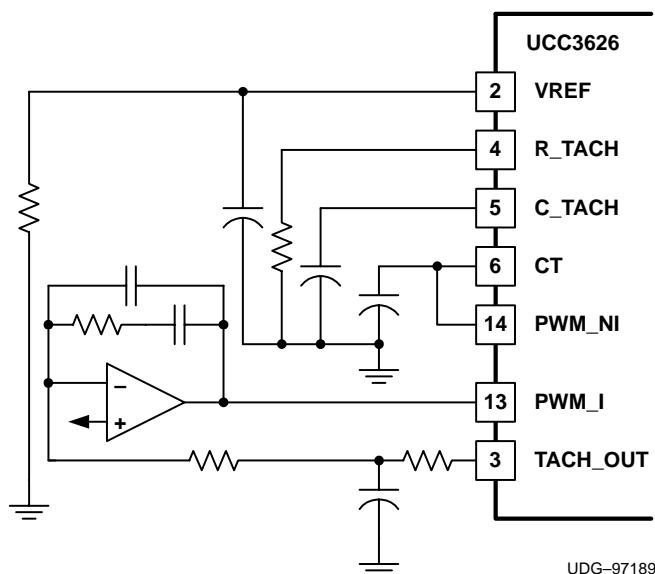 UCC3626
2 VREF
4 R_TACH
5 C_TACH
6 CT
14 PWM_NI
13 PWM_I
3 TACH_OUT
− 
+
UDG–97189